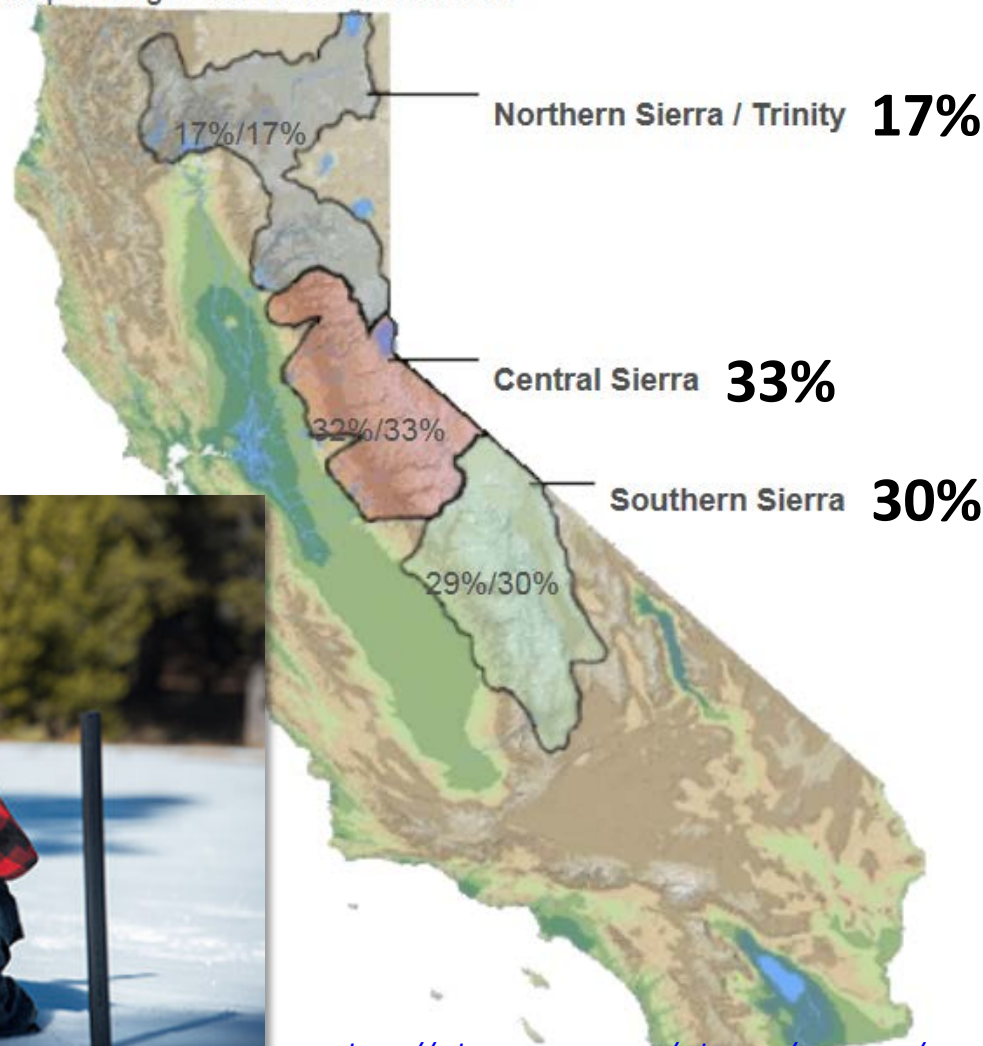 Northern Sierra / Trinity 17%
17%/17%
Central Sierra 33%
32%/33%
Southern Sierra 30%
29%/30%